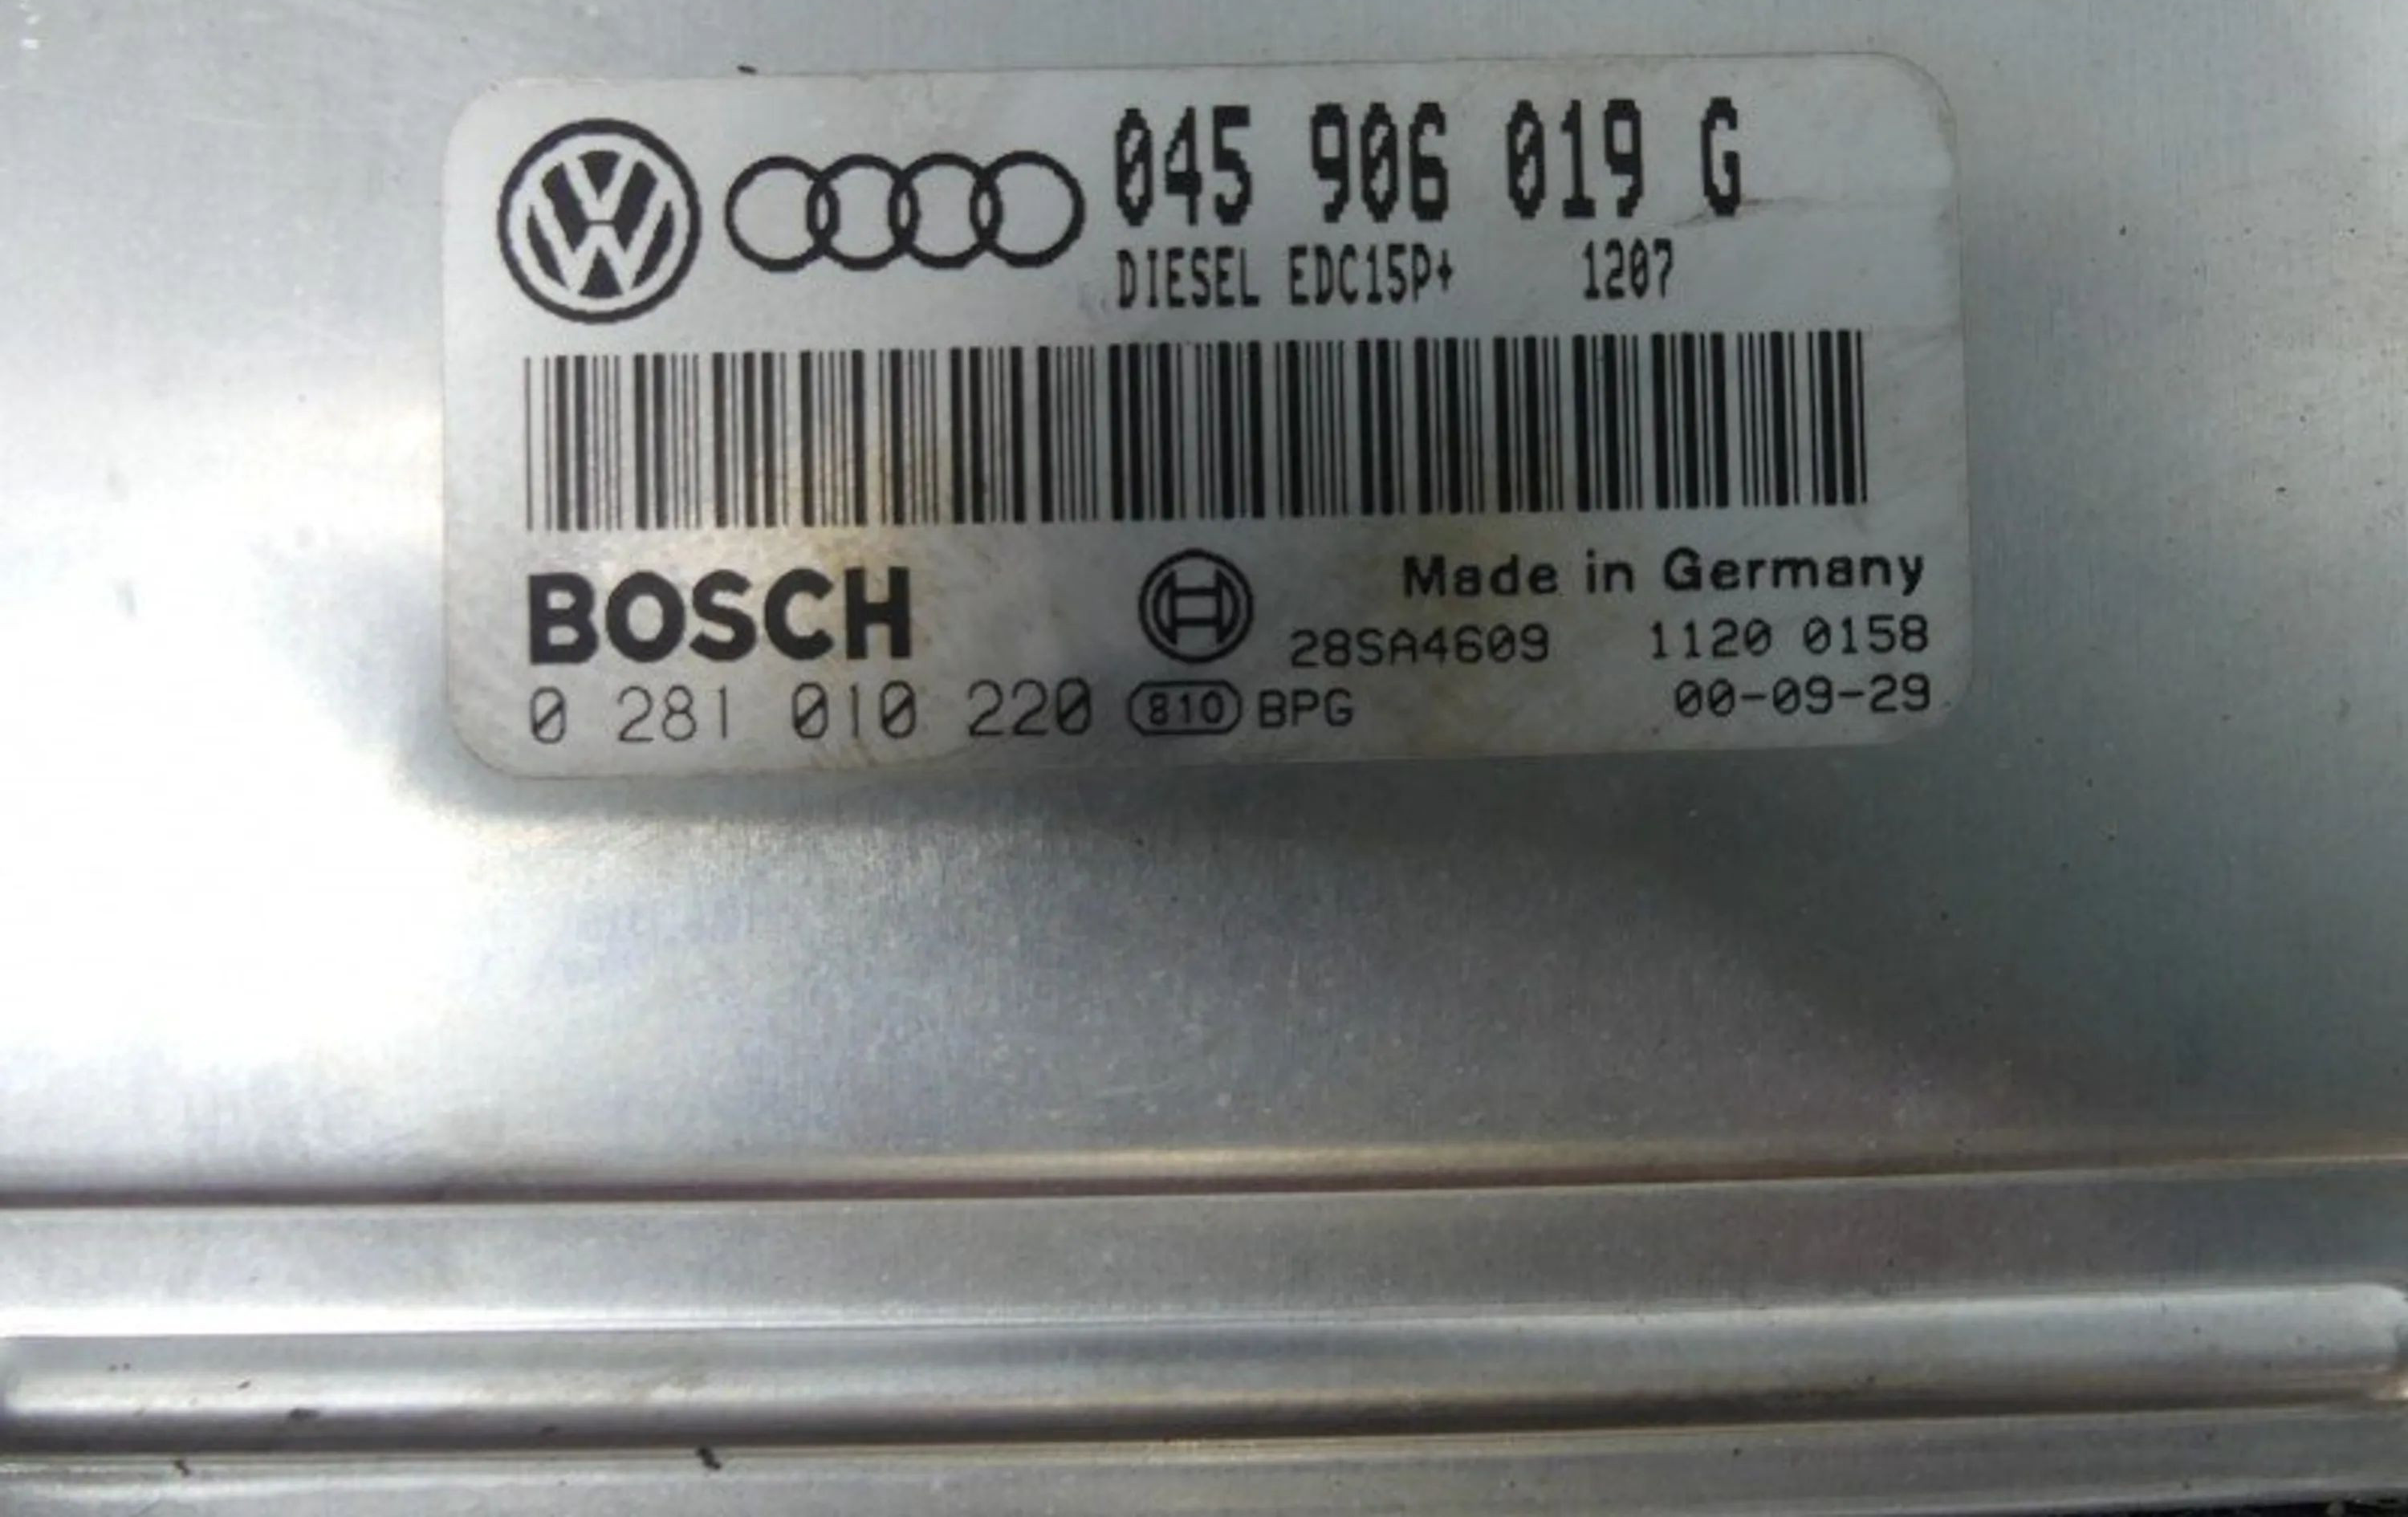 045 906 019 G
DIESEL EDC15P+ 1207
BOSCH
Made in Germany
28SA4609 1120 0158
0 281 010 220 810 BPG 00-09-29